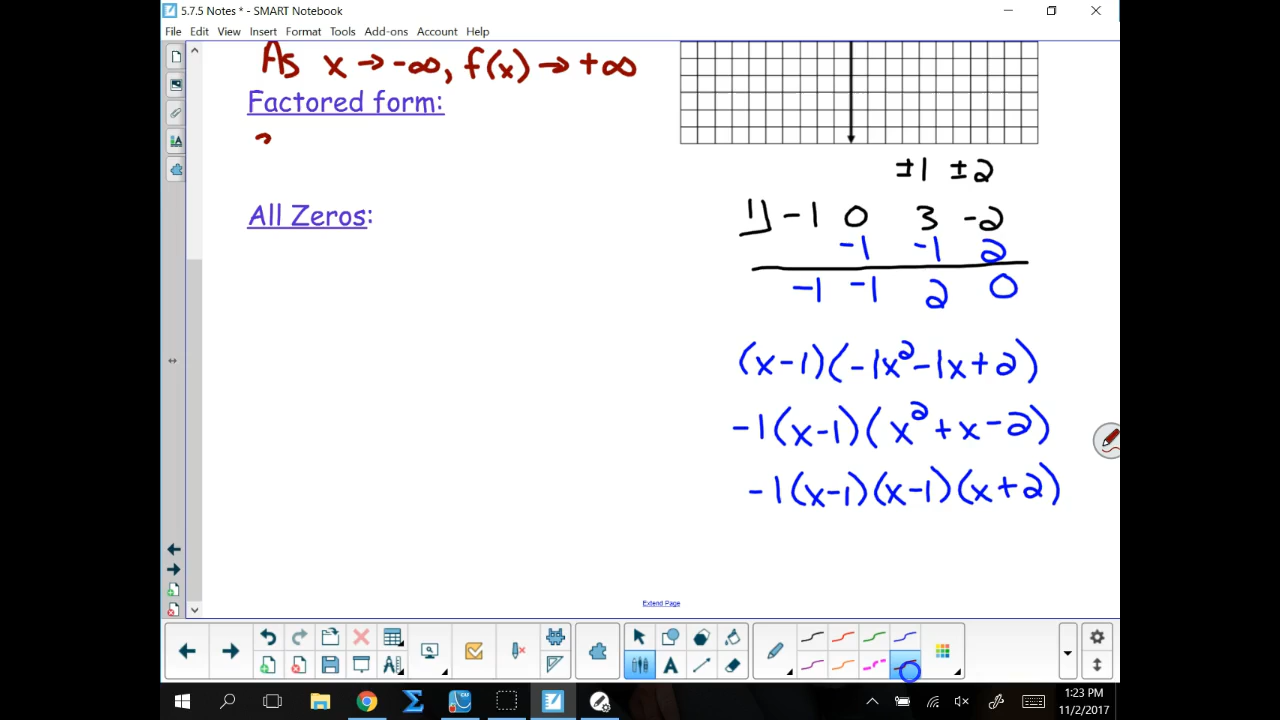 5.7.5 Notes * - SMART Notebook
File Edit View Insert Format Tools Add-ons Account Help
As x → -∞, f(x) → +∞
Factored form:
All Zeros:
±1 ±2
1) -1 0 3 -2
-1 -1 2
-1 -1 2 0
(x-1)(-1x²-1x+2)
-1(x-1)(x²+x-2)
-1(x-1)(x-1)(x+2)
Extend Page
1:23 PM
11/2/2017